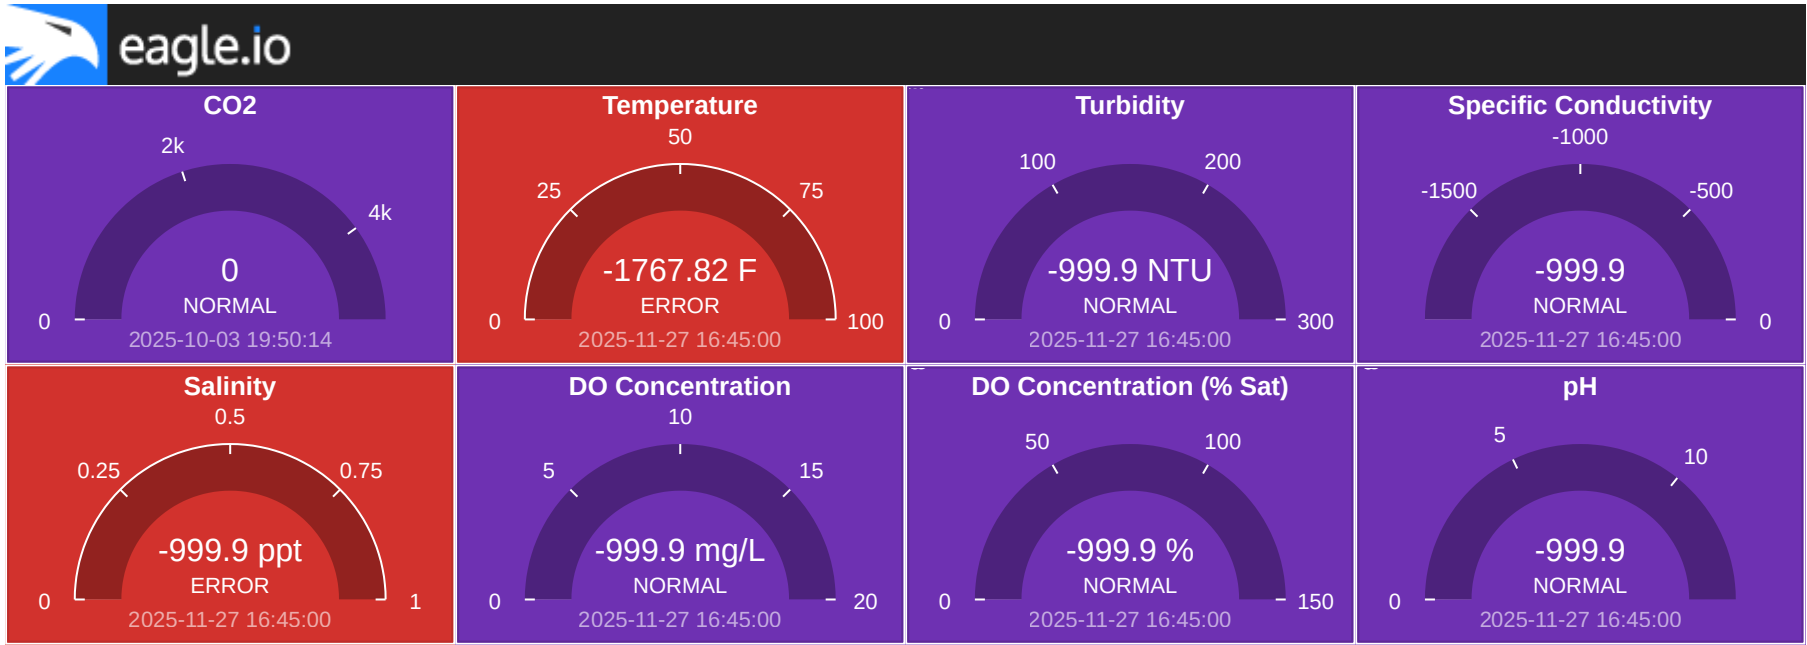 eagle.io
CO2
2k
4k
0
0
NORMAL
2025-10-03 19:50:14
Temperature
50
25
75
-1767.82 F
ERROR
0
100
2025-11-27 16:45:00
Turbidity
100
200
-999.9 NTU
NORMAL
0
300
2025-11-27 16:45:00
Specific Conductivity
-1000
-1500
-500
-999.9
NORMAL
0
2025-11-27 16:45:00
Salinity
0.5
0.25
0.75
-999.9 ppt
ERROR
0
1
2025-11-27 16:45:00
DO Concentration
10
5
15
-999.9 mg/L
NORMAL
0
20
2025-11-27 16:45:00
DO Concentration (% Sat)
50
100
-999.9 %
NORMAL
0
150
2025-11-27 16:45:00
pH
5
10
-999.9
NORMAL
0
2025-11-27 16:45:00